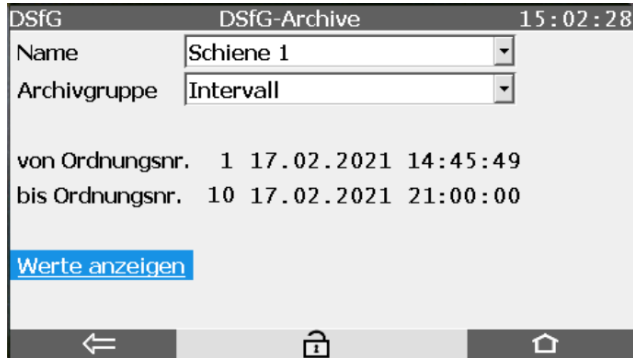 DSfG DSfG-Archive 15:02:28
Name Schiene 1
Archivgruppe Intervall
von Ordnungsnr. 1 17.02.2021 14:45:49
bis Ordnungsnr. 10 17.02.2021 21:00:00
Werte anzeigen